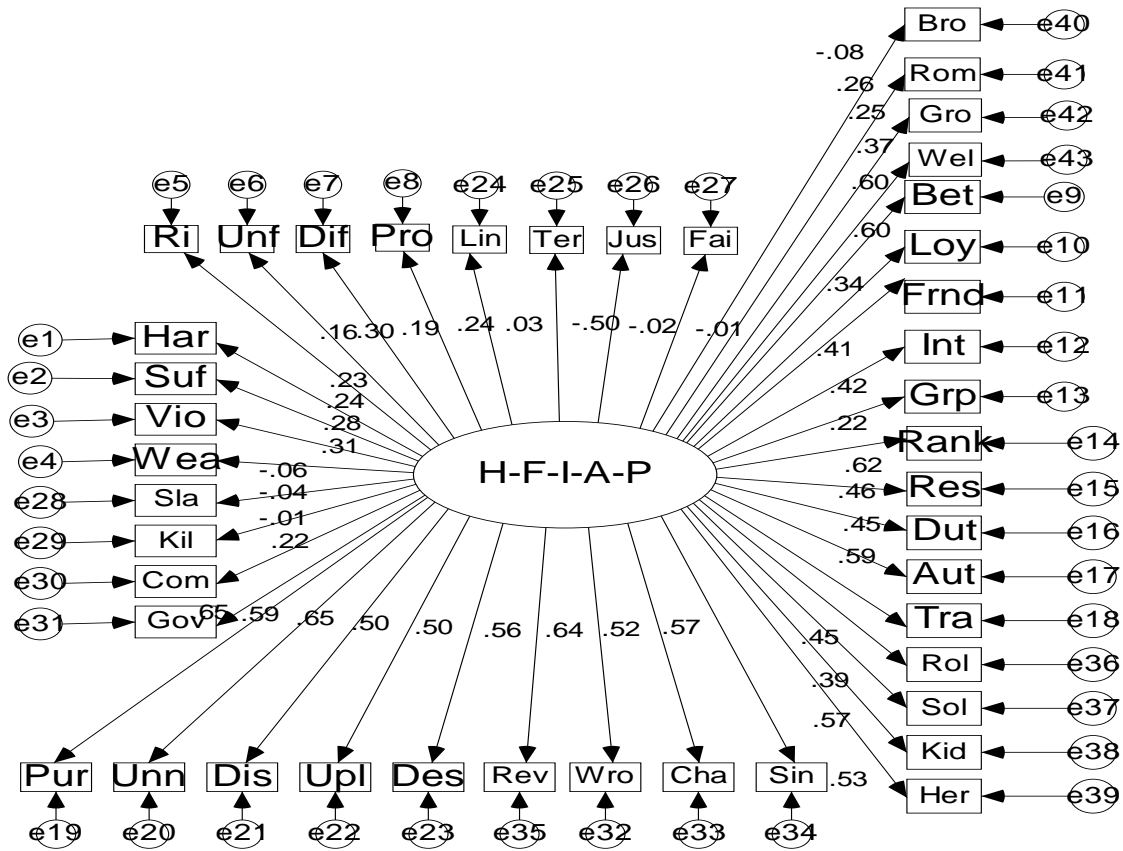 e5 e6 e7 e8 e24 e25 e26 e27
Ri Unf Dif Pro Lin Ter Jus Fai
e1 Har
e2 Suf
e3 Vio
e4 Wea
e28 Sla
e29 Kil
e30 Com
e31 Gov
H-F-I-A-P
Bro e40
Rom e41
Gro e42
Wel e43
Bet e9
Loy e10
Frnd e11
Int e12
Grp e13
Rank e14
Res e15
Dut e16
Aut e17
Tra e18
Rol e36
Sol e37
Kid e38
Her e39
-.08
.26
.25
.37
.60
.60
.34
.41
.42
.22
.62
.46
.45
.59
.45
.39
.57
.53
.16 .30 .19 .24 .03 -.50 -.02 -.01
.23
.24
.28
.31
-.06
-.04
-.01
.22
.65 .59 .65 .50 .50 .56 .64 .52 .57
Pur Unn Dis Upl Des Rev Wro Cha Sin
e19 e20 e21 e22 e23 e35 e32 e33 e34